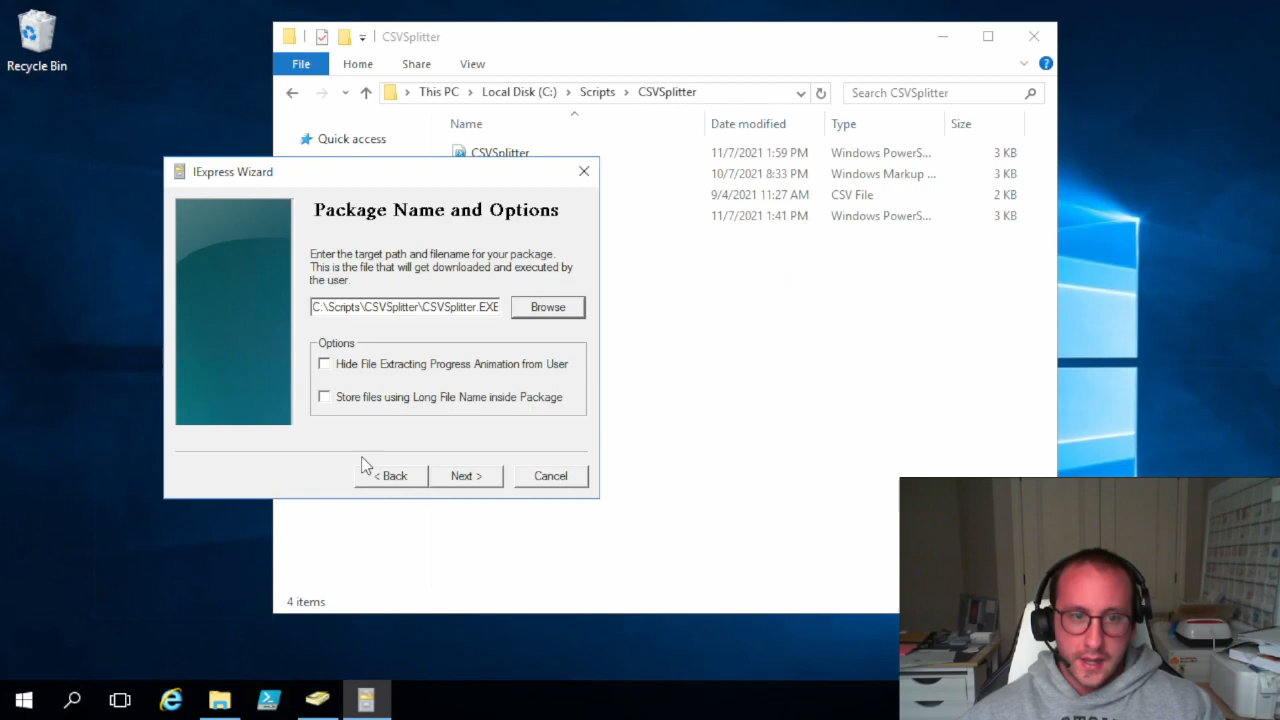 Recycle Bin
CSVSplitter
File
Home
Share
View
This PC
Local Disk (C:)
Scripts
CSVSplitter
Search CSVSplitter
Quick access
Name
Date modified
Type
Size
CSVSplitter
11/7/2021 1:59 PM
Windows PowerS...
3 KB
10/7/2021 8:33 PM
Windows Markup ...
3 KB
9/4/2021 11:27 AM
CSV File
2 KB
11/7/2021 1:41 PM
Windows PowerS...
3 KB
IExpress Wizard
Package Name and Options
Enter the target path and filename for your package.
This is the file that will get downloaded and executed by
the user.
C:\Scripts\CSVSplitter\CSVSplitter.EXE
Browse
Options
Hide File Extracting Progress Animation from User
Store files using Long File Name inside Package
< Back
Next >
Cancel
4 items